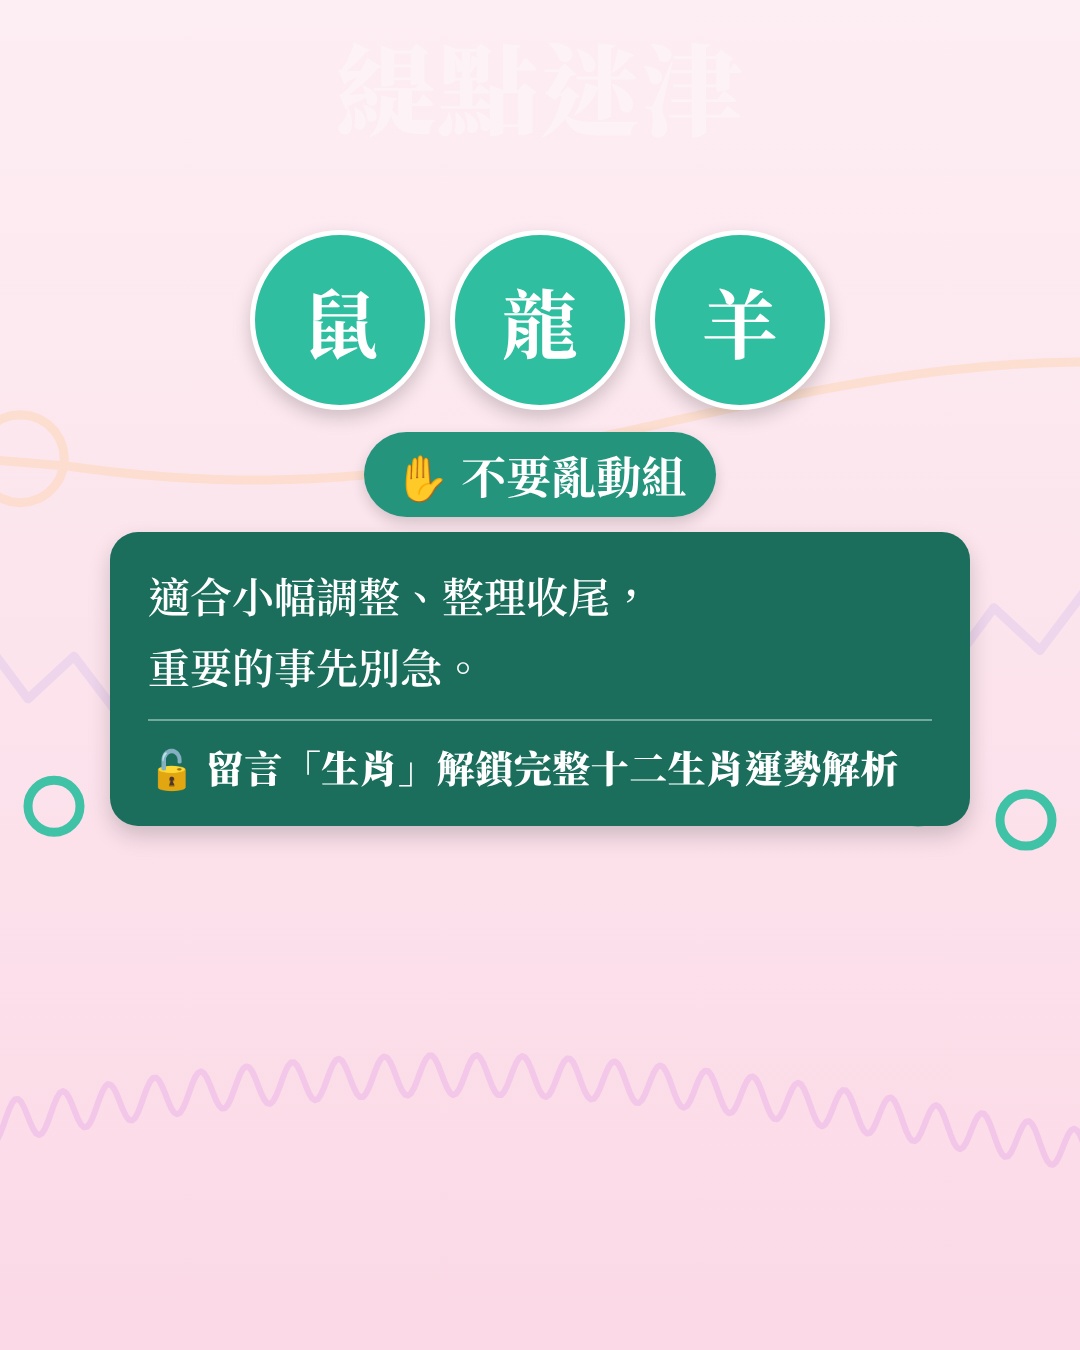 緹點迷津
鼠 龍 羊
✋ 不要亂動組
適合小幅調整、整理收尾，
重要的事先別急。
🔓 留言「生肖」解鎖完整十二生肖運勢解析